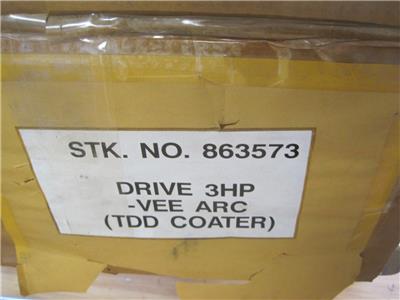 STK. NO. 863573
DRIVE 3HP
-VEE ARC
(TDD COATER)